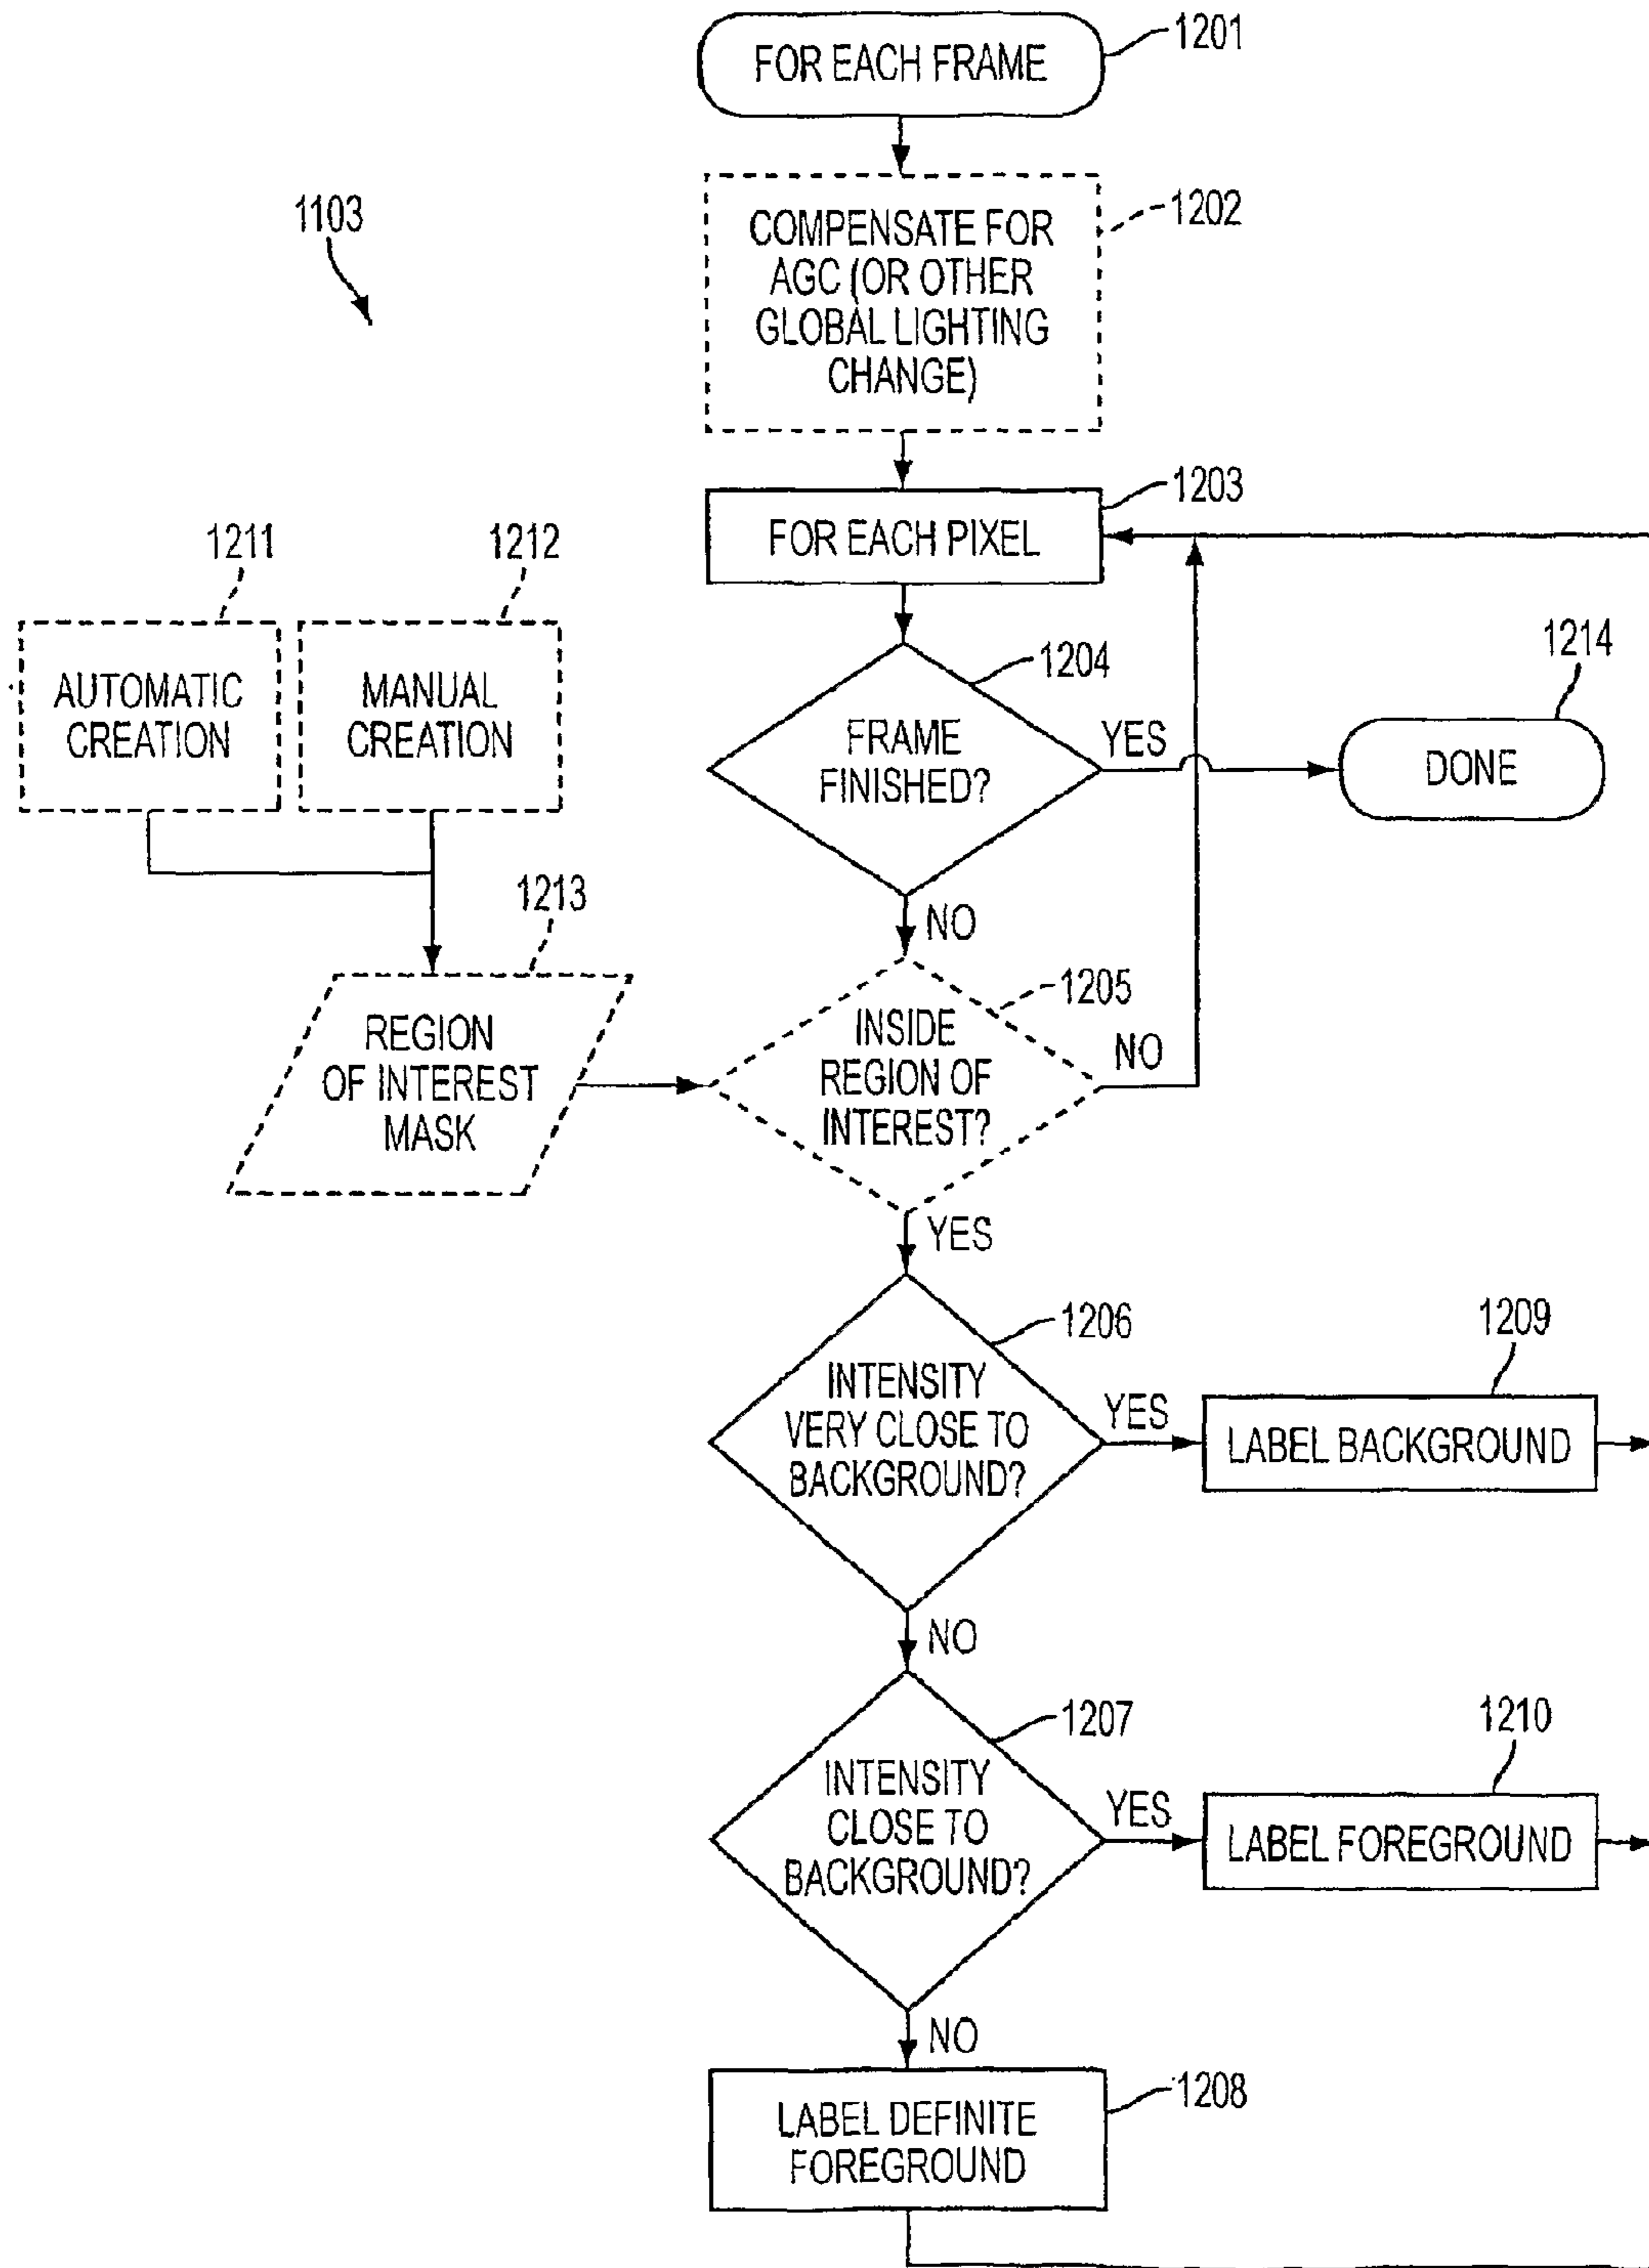 FOR EACH FRAME
1201
1103
COMPENSATE FOR
AGC (OR OTHER
GLOBAL LIGHTING
CHANGE)
1202
FOR EACH PIXEL
1203
1211
1212
AUTOMATIC
CREATION
MANUAL
CREATION
FRAME
FINISHED?
1204
YES
1214
DONE
NO
1213
REGION
OF INTEREST
MASK
INSIDE
REGION OF
INTEREST?
1205
NO
YES
INTENSITY
VERY CLOSE TO
BACKGROUND?
1206
YES
1209
LABEL BACKGROUND
NO
INTENSITY
CLOSE TO
BACKGROUND?
1207
YES
1210
LABEL FOREGROUND
NO
LABEL DEFINITE
FOREGROUND
1208